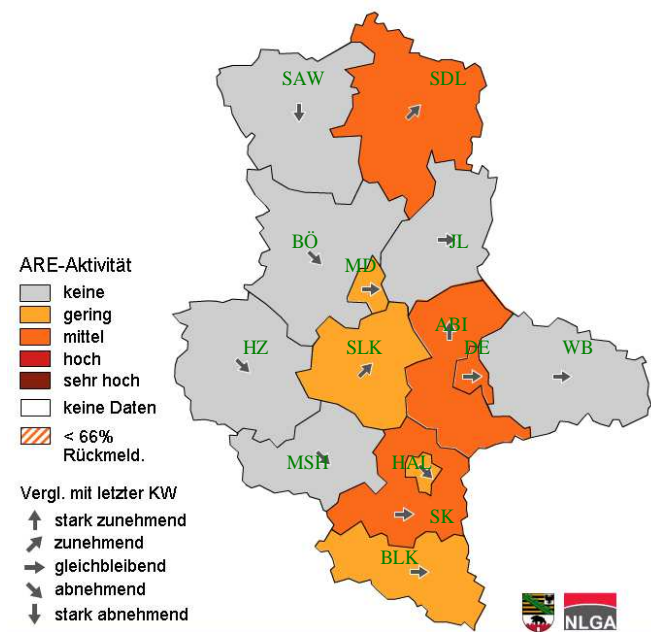 SAW
SDL
BÖ
JL
MD
ABI
HZ
SLK
DE
WB
MSH
HAL
SK
BLK
ARE-Aktivität
keine
gering
mittel
hoch
sehr hoch
keine Daten
< 66%
Rückmeld.
Vergl. mit letzter KW
stark zunehmend
zunehmend
gleichbleibend
abnehmend
stark abnehmend
NLGA